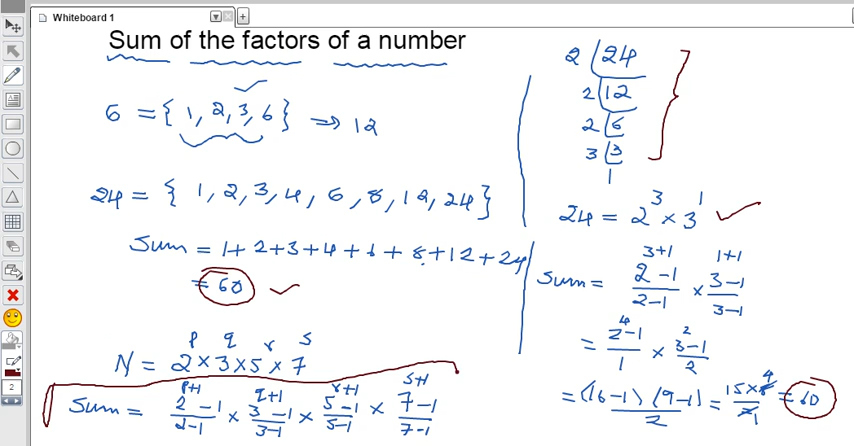 Whiteboard 1
Sum of the factors of a number
6 = { 1, 2, 3, 6 } ⇒ 12
24 = { 1, 2, 3, 4, 6, 8, 12, 24 }
Sum = 1 + 2 + 3 + 4 + 6 + 8 + 12 + 24
= 60
N = 2^p × 3^q × 5^r × 7^s
Sum = (2^(p+1) - 1)/(2-1) × (3^(q+1) - 1)/(3-1) × (5^(r+1) - 1)/(5-1) × (7^(s+1) - 1)/(7-1)
2 | 24
2 | 12
2 | 6
3 | 3
1
24 = 2^3 × 3^1
Sum = (2^(3+1) - 1)/(2-1) × (3^(1+1) - 1)/(3-1)
= (2^4 - 1)/1 × (3^2 - 1)/2
= (16-1) (9-1)/2 = 15 × 8 4/2 1 = 60
2